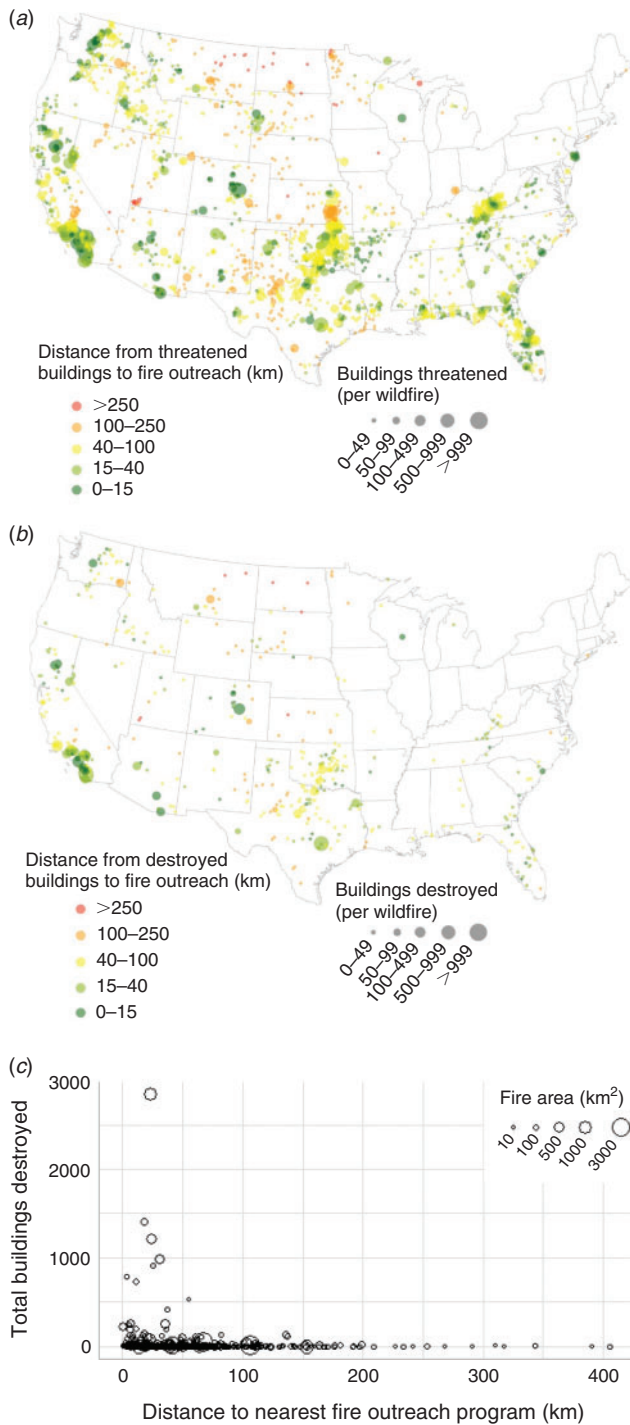 (a)
Distance from threatened
buildings to fire outreach (km)
>250
100–250
40–100
15–40
0–15
Buildings threatened
(per wildfire)
0–49
50–99
100–499
500–999
>999
(b)
Distance from destroyed
buildings to fire outreach (km)
>250
100–250
40–100
15–40
0–15
Buildings destroyed
(per wildfire)
0–49
50–99
100–499
500–999
>999
(c)
3000
2000
1000
0
Total buildings destroyed
Fire area (km²)
10
100
500
1000
3000
0
100
200
300
400
Distance to nearest fire outreach program (km)